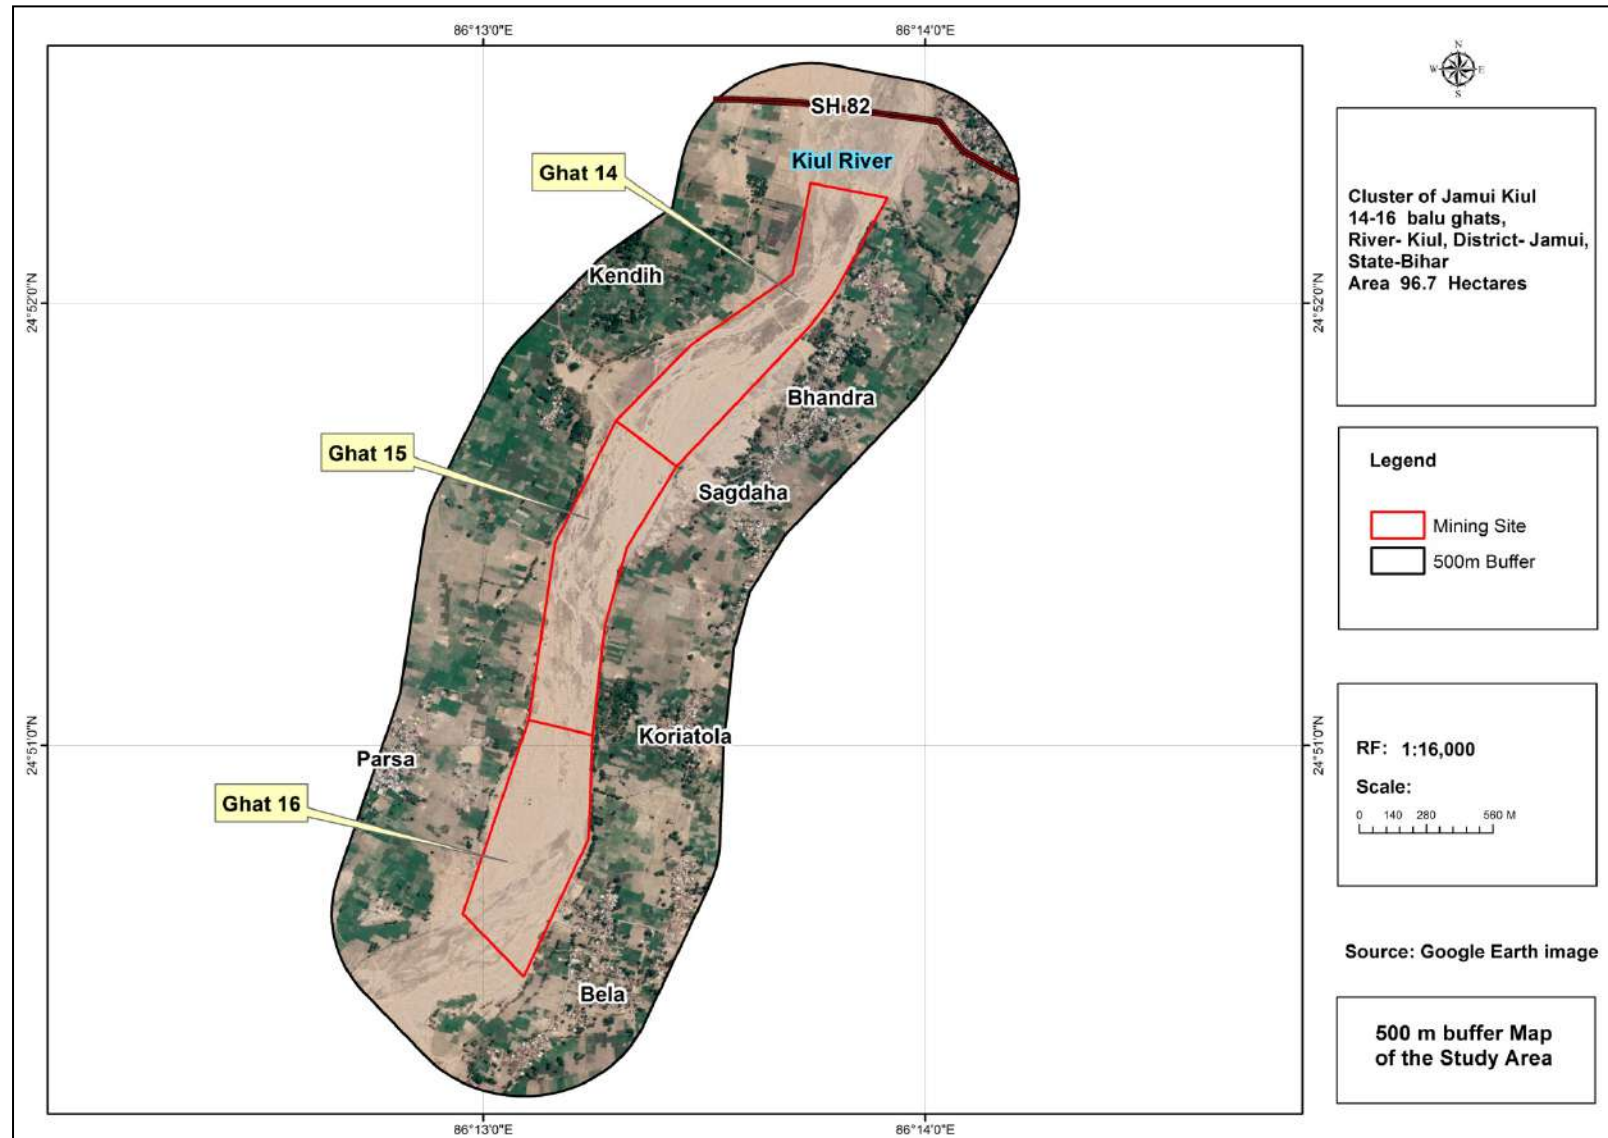 86°13'0"E
86°14'0"E
N
W
E
S
SH 82
Kiul River
Ghat 14
Kendih
24°52'0"N
24°52'0"N
Bhandra
Ghat 15
Sagdaha
Koriatola
24°51'0"N
24°51'0"N
Parsa
Ghat 16
Bela
86°13'0"E
86°14'0"E
Cluster of Jamui Kiul
14-16 balu ghats,
River- Kiul, District- Jamui,
State-Bihar
Area 96.7 Hectares
Legend
Mining Site
500m Buffer
RF: 1:16,000
Scale:
0 140 280 560 M
Source: Google Earth image
500 m buffer Map
of the Study Area